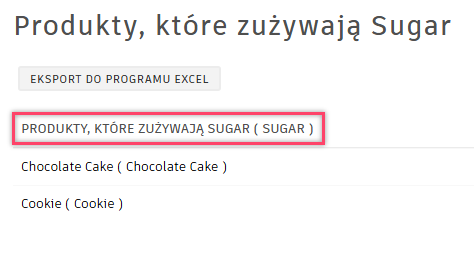 Produkty, które zużywają Sugar
EKSPORT DO PROGRAMU EXCEL
PRODUKTY, KTÓRE ZUŻYWAJĄ SUGAR ( SUGAR )
Chocolate Cake ( Chocolate Cake )
Cookie ( Cookie )